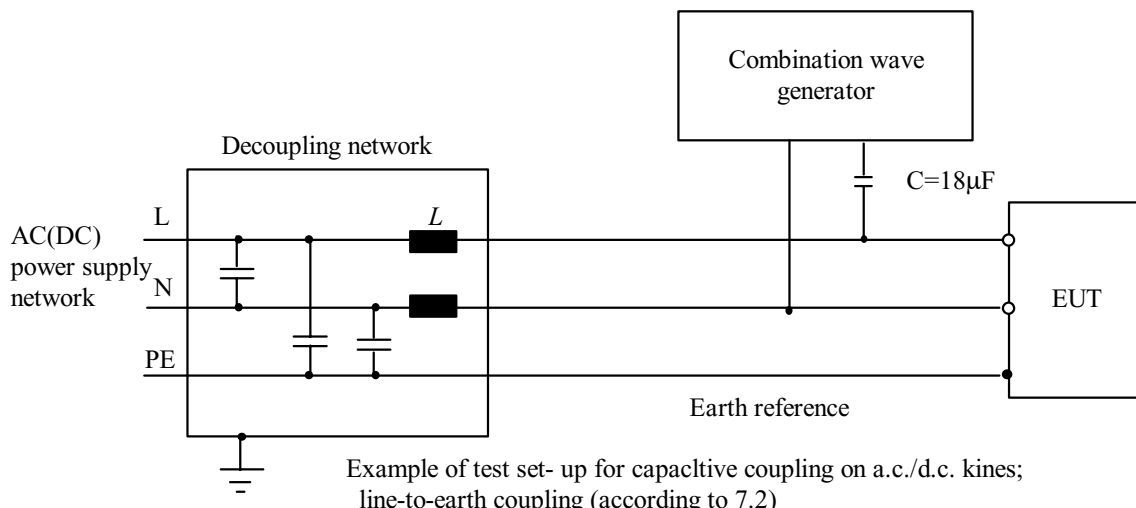 Combination wave
generator
Decoupling network
C=18μF
L
L
AC(DC)
power supply
network
N
EUT
PE
Earth reference
Example of test set- up for capacltive coupling on a.c./d.c. kines;
line-to-earth coupling (according to 7.2)